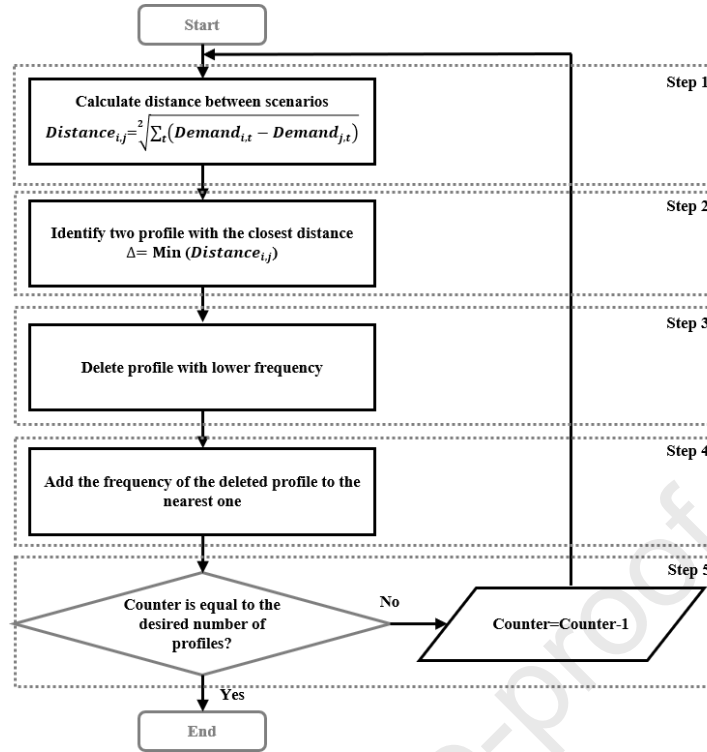 Start
Step 1
Calculate distance between scenarios
Distance_{i,j}=\sqrt[2]{∑_t(Demand_{i,t} − Demand_{j,t})}
Step 2
Identify two profile with the closest distance
Δ= Min (Distance_{i,j})
Step 3
Delete profile with lower frequency
Step 4
Add the frequency of the deleted profile to the
nearest one
Step 5
Counter is equal to the
desired number of
profiles?
No
Counter=Counter-1
Yes
End
-proof